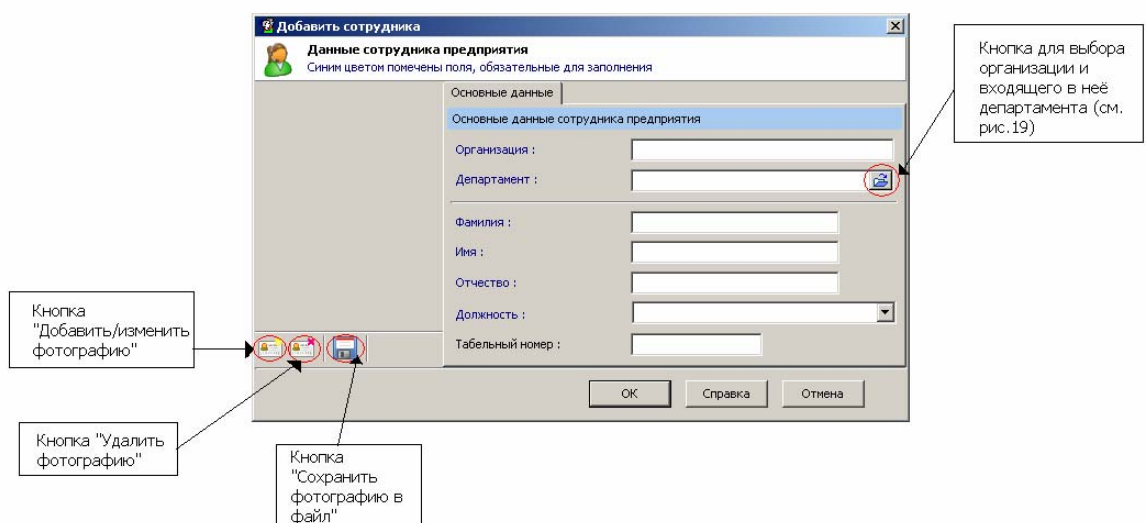 Добавить сотрудника
Данные сотрудника предприятия
Синим цветом помечены поля, обязательные для заполнения
Основные данные
Основные данные сотрудника предприятия
Организация :
Департамент :
Фамилия :
Имя :
Отчество :
Должность :
Табельный номер :
ОК
Справка
Отмена
Кнопка для выбора
организации и
входящего в неё
департамента (см.
рис.19)
Кнопка
"Добавить/изменить
фотографию"
Кнопка "Удалить
фотографию"
Кнопка
"Сохранить
фотографию в
файл"